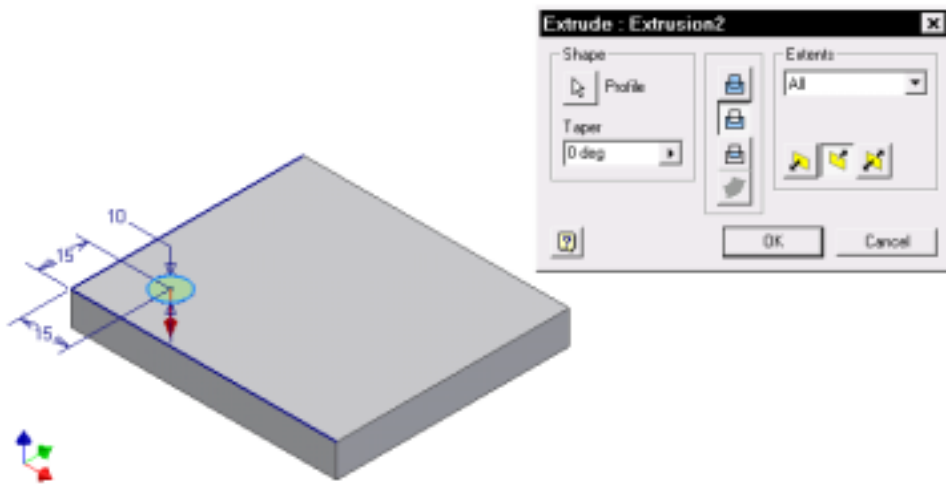 Extrude : Extrusion2
Shape
Profile
Taper
0 deg
Extents
All
OK
Cancel
10
15
15